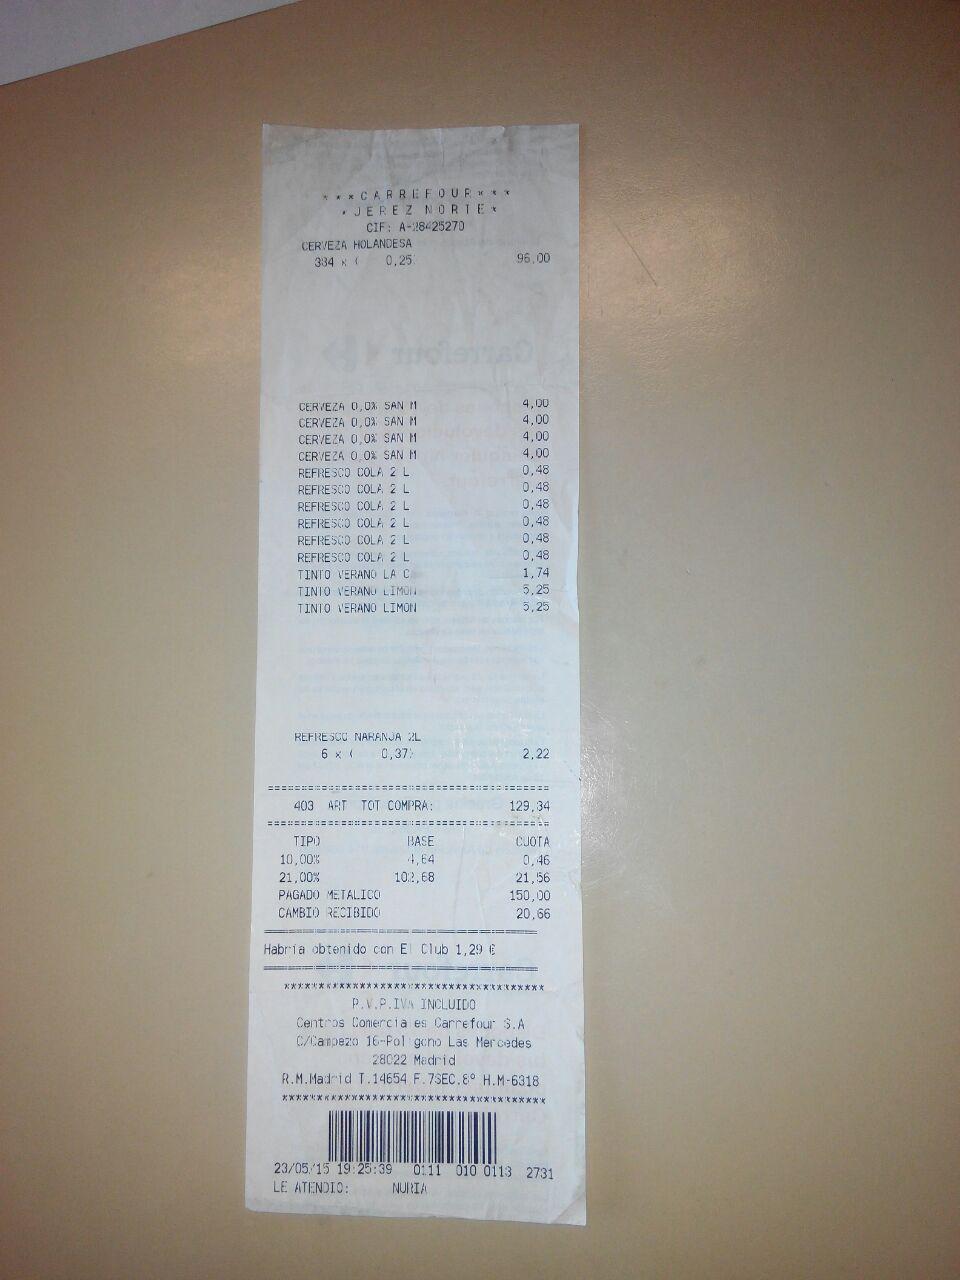 ***CARREFOUR***
*JEREZ NORTE*
CIF: A-28425270
CERVEZA HOLANDESA
384 x ( 0,25) 96,00
Carrefour
CERVEZA 0,0% SAN M 4,00
CERVEZA 0,0% SAN M 4,00
CERVEZA 0,0% SAN M 4,00
CERVEZA 0,0% SAN M 4,00
REFRESCO COLA 2 L 0,48
REFRESCO COLA 2 L 0,48
REFRESCO COLA 2 L 0,48
REFRESCO COLA 2 L 0,48
REFRESCO COLA 2 L 0,48
REFRESCO COLA 2 L 0,48
TINTO VERANO LA C 1,74
TINTO VERANO LIMON 5,25
TINTO VERANO LIMON 5,25
REFRESCO NARANJA 2L
6 x ( 0,37) 2,22
================================
403 ART TOT COMPRA: 129,34
================================
TIPO BASE CUOTA
10,00% 4,64 0,46
21,00% 102,68 21,56
PAGADO METALICO 150,00
CAMBIO RECIBIDO 20,66
================================
Habria obtenido con El Club 1,29 €
================================
********************************
P.V.P.IVA INCLUIDO
Centros Comerciales Carrefour S.A
C/Campezo 16-Poligono Las Mercedes
28022 Madrid
R.M.Madrid T.14654 F.7SEC.8º H.M-6318
********************************
23/05/15 19:25:39 0111 010 0113 2731
LE ATENDIO: NURIA